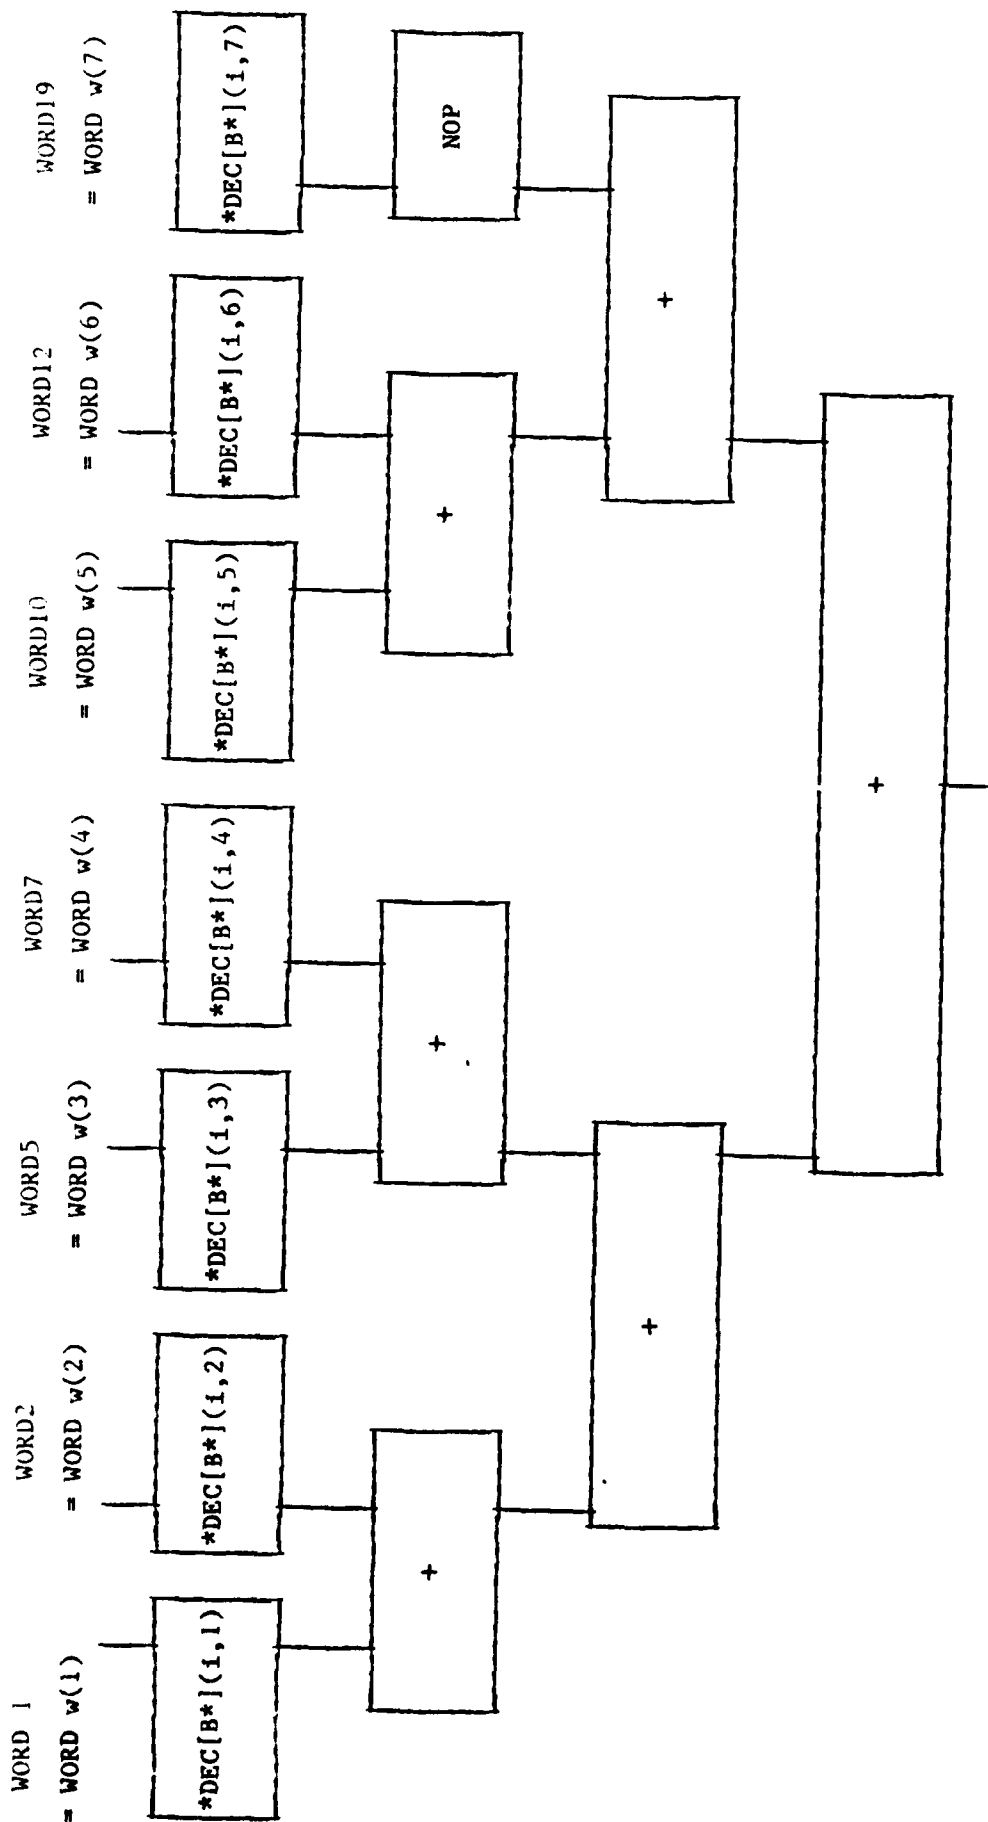 WORD 1
= WORD w(1)
WORD2
= WORD w(2)
WORD5
= WORD w(3)
WORD7
= WORD w(4)
WORD10
= WORD w(5)
WORD12
= WORD w(6)
WORD19
= WORD w(7)
*DEC[B*](i,1)
*DEC[B*](i,2)
*DEC[B*](i,3)
*DEC[B*](i,4)
*DEC[B*](i,5)
*DEC[B*](i,6)
*DEC[B*](i,7)
+
+
+
NOP
+
+
+